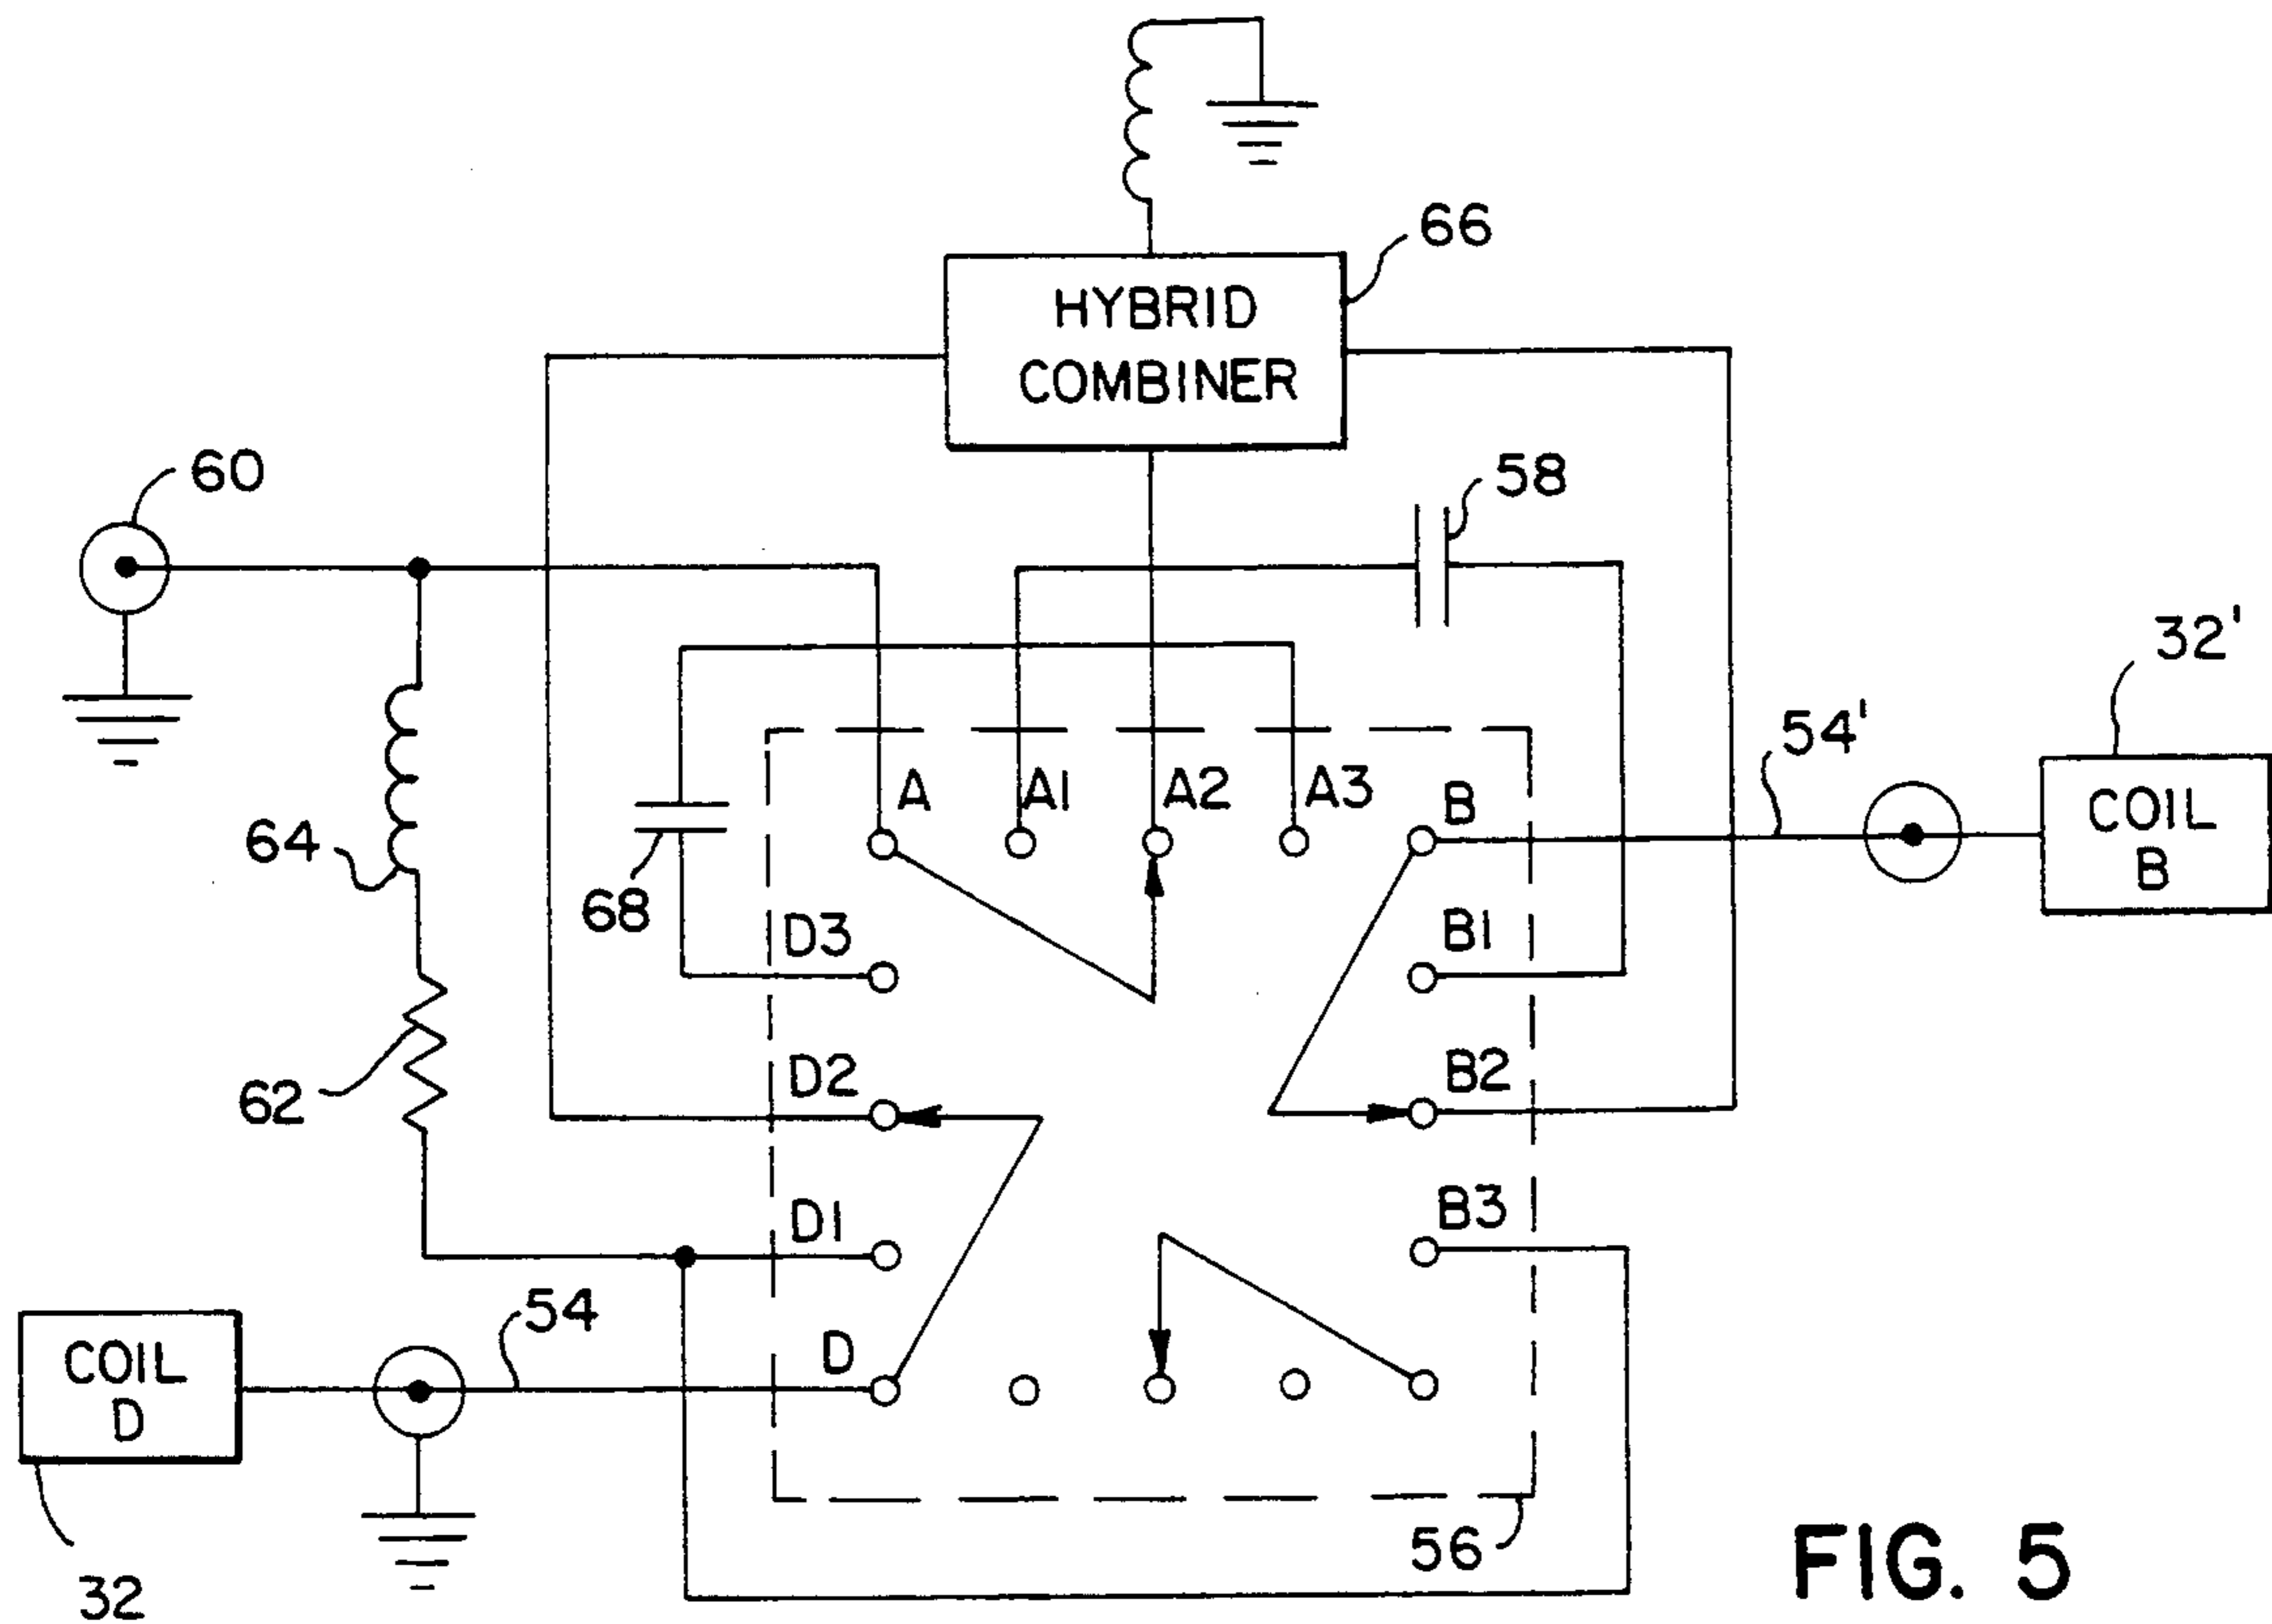 66
HYBRID
COMBINER
60
58
32'
54'
A
A1
A2
A3
B
COIL
B
64
68
D3
B1
D2
B2
62
D1
B3
54
D
COIL
D
56
32
FIG. 5